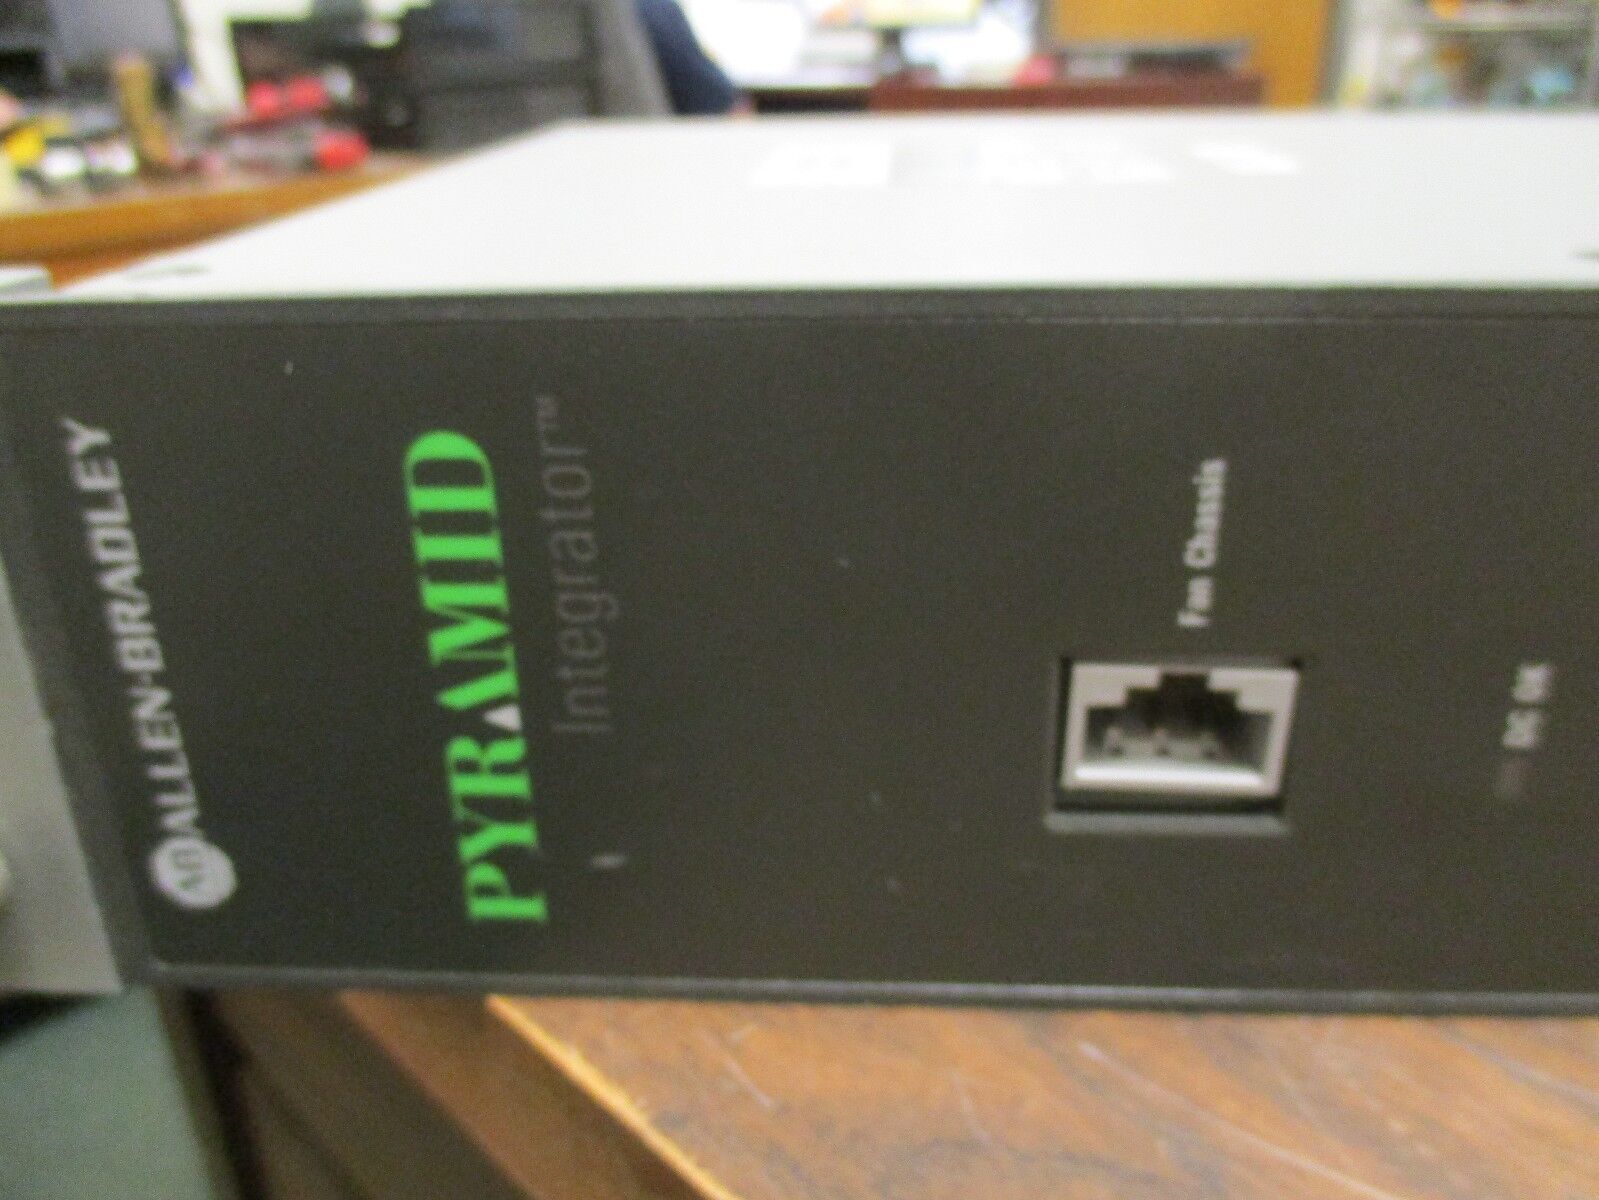 AB ALLEN-BRADLEY
PYRAMID
Integrator™
Fan Chassis
DC OK